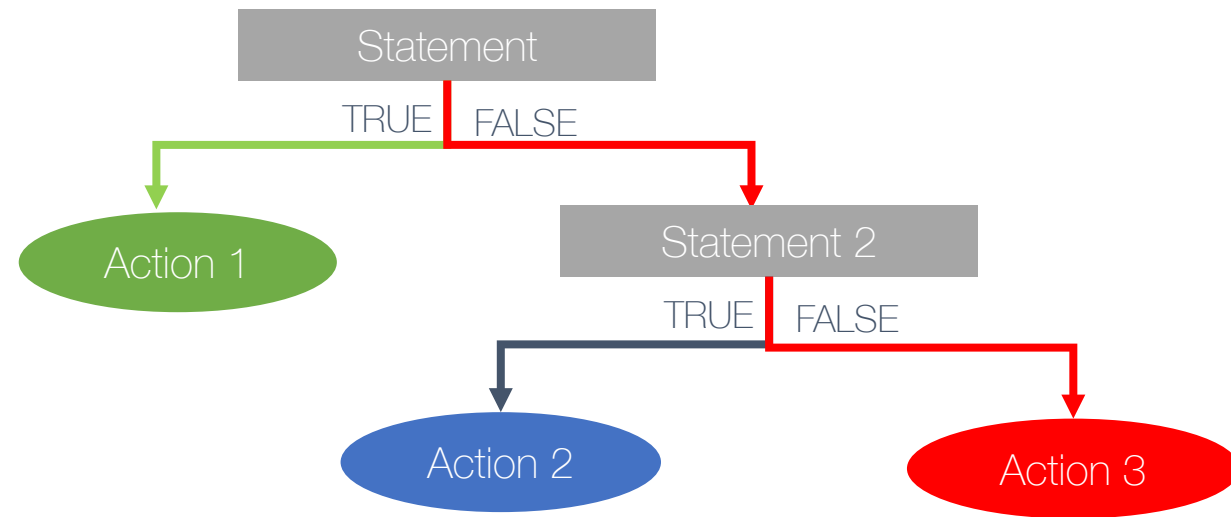 Statement
TRUE
FALSE
Action 1
Statement 2
TRUE
FALSE
Action 2
Action 3